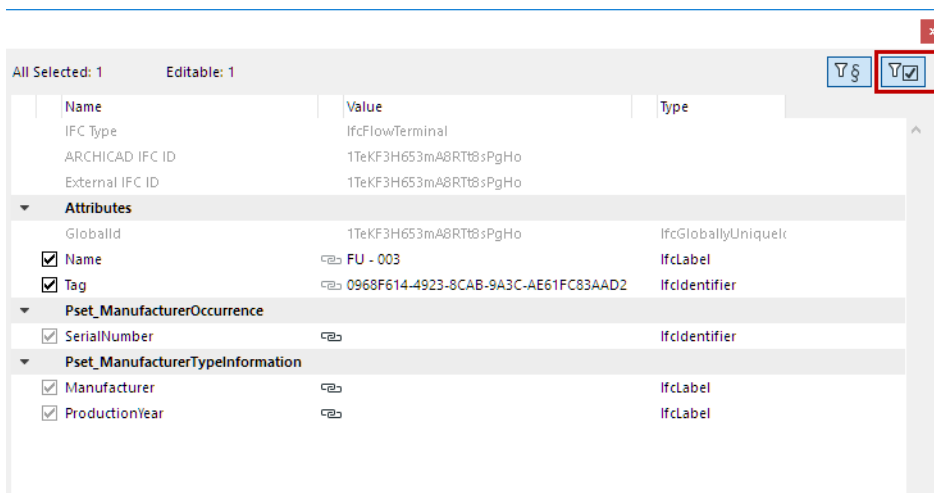 All Selected: 1 Editable: 1
Name Value Type
IFC Type IfcFlowTerminal
ARCHICAD IFC ID 1TeKF3H653mA8RTt8sPgHo
External IFC ID 1TeKF3H653mA8RTt8sPgHo
Attributes
GlobalId 1TeKF3H653mA8RTt8sPgHo IfcGloballyUniqueIc
Name FU - 003 IfcLabel
Tag 0968F614-4923-8CAB-9A3C-AE61FC83AAD2 IfcIdentifier
Pset_ManufacturerOccurrence
SerialNumber IfcIdentifier
Pset_ManufacturerTypeInformation
Manufacturer IfcLabel
ProductionYear IfcLabel